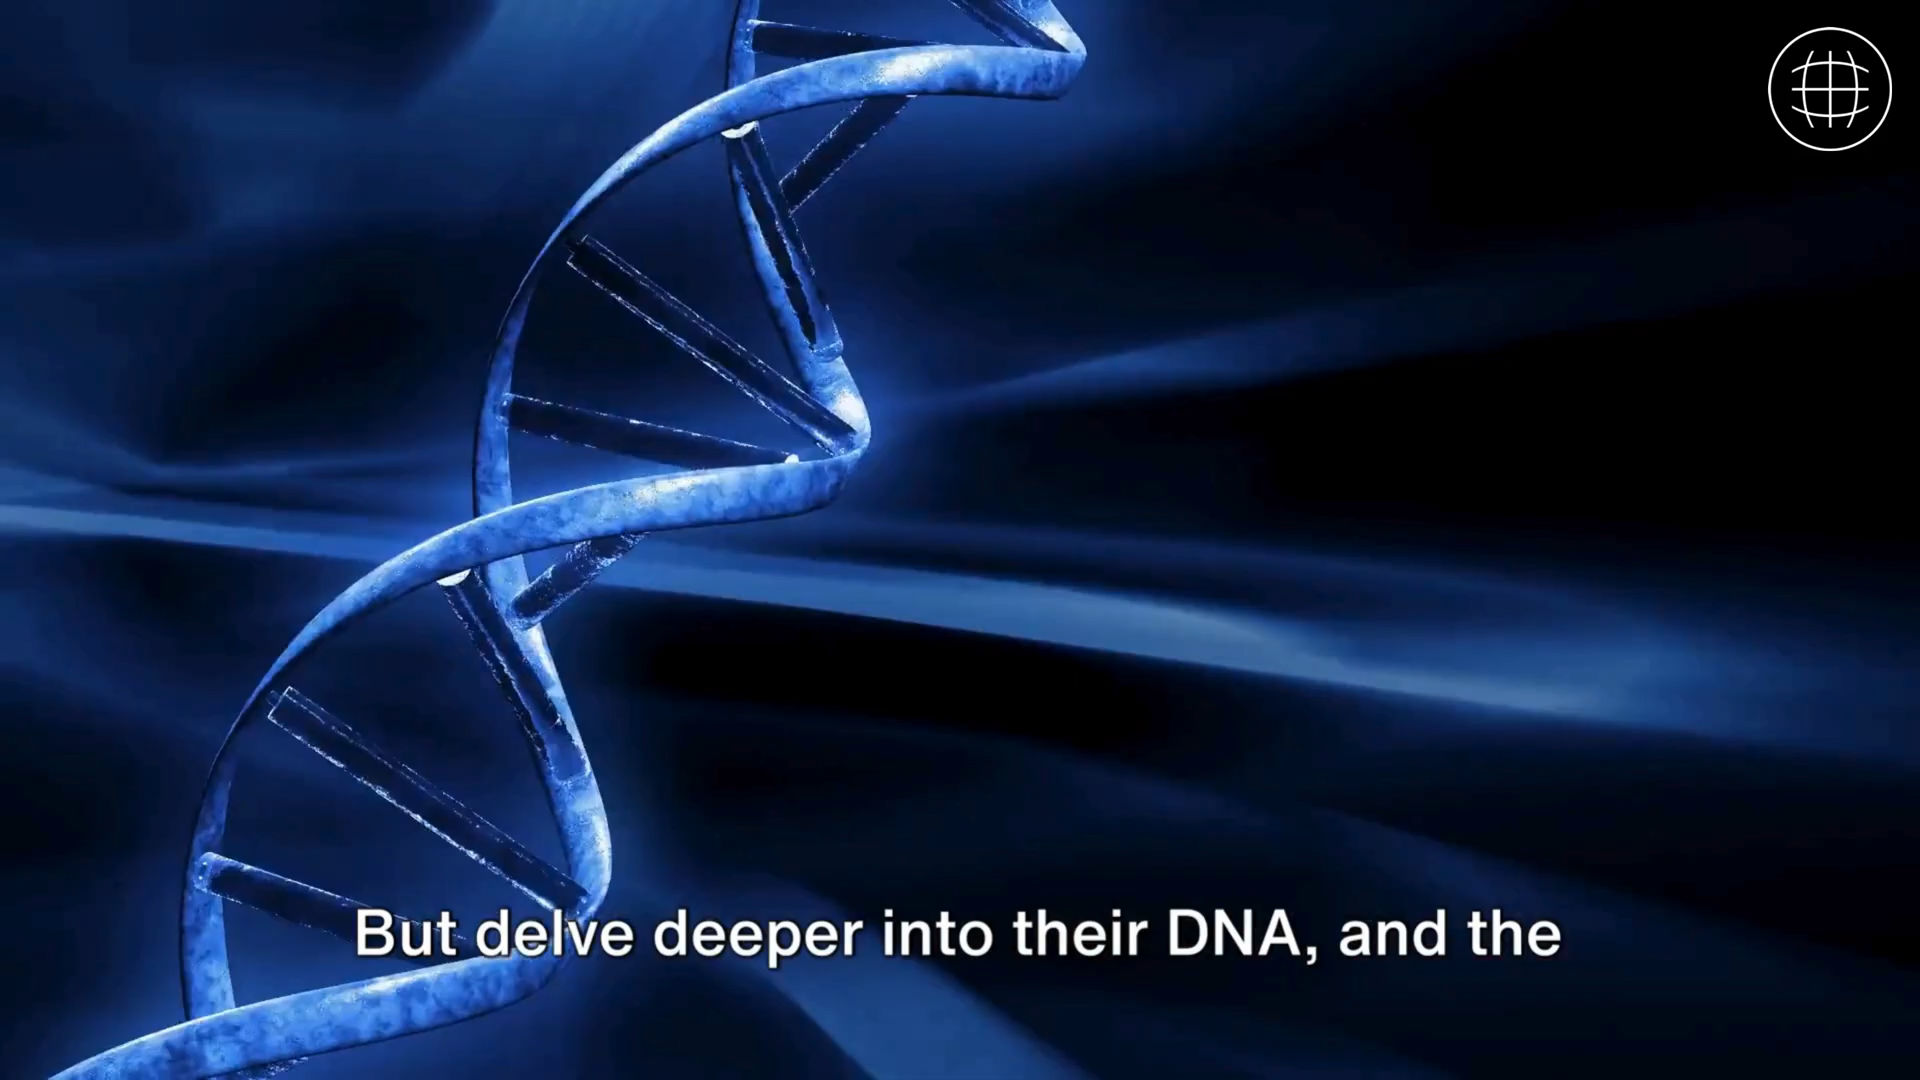 But delve deeper into their DNA, and the